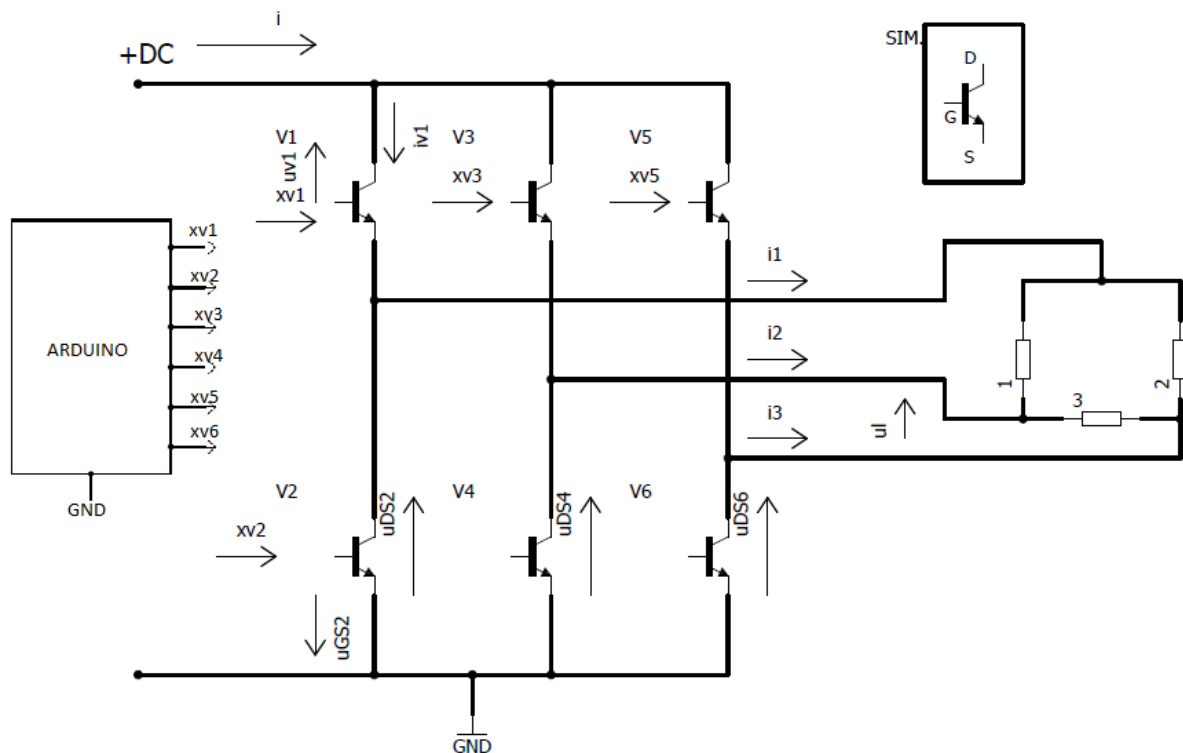 i
+DC
SIM.
D
G
S
V1
uv1
iv1
V3
V5
xv1
xv3
xv5
xv1
xv2
xv3
xv4
xv5
xv6
ARDUINO
GND
i1
i2
i3
ul
1
2
3
V2
uDS2
V4
uDS4
V6
uDS6
xv2
uGS2
GND